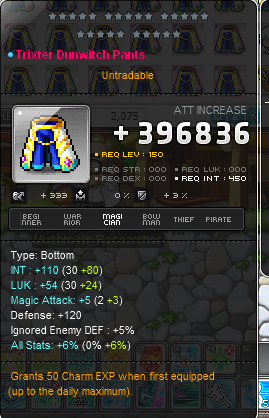 Trixter Dunwitch Pants
Untradable
2,075
ATT INCREASE
+ 396836
REQ LEV : 150
REQ STR : 000 REQ LUK : 000
REQ DEX : 000 REQ INT : 450
+ 333 0 % + 3 %
BEGINNER WARRIOR MAGICIAN BOWMAN THIEF PIRATE
Type: Bottom
INT : +110 (30 +80)
LUK : +54 (30 +24)
Magic Attack: +5 (2 +3)
Defense: +120
Ignored Enemy DEF : +5%
All Stats: +6% (0% +6%)
Grants 50 Charm EXP when first equipped
(up to the daily maximum).